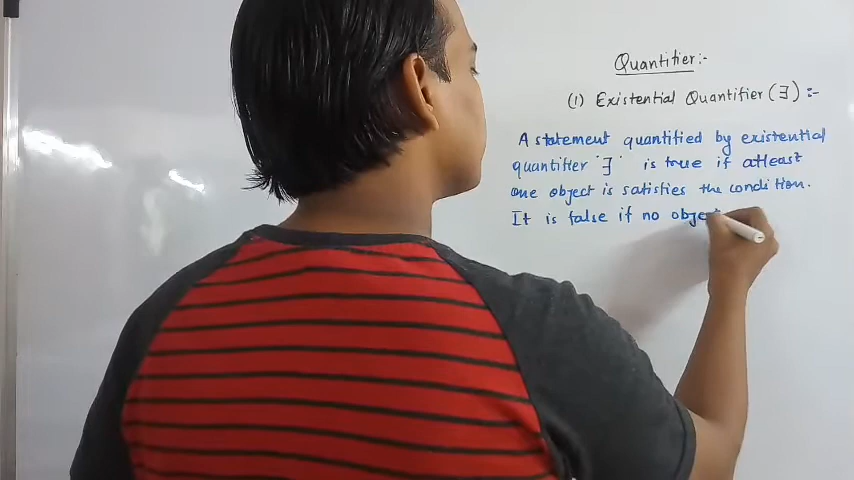 Quantifier:-
(1) Existential Quantifier (∃) :-
A statement quantified by existential
quantifier '∃' is true if atleast
one object is satisfies the condition.
It is false if no object